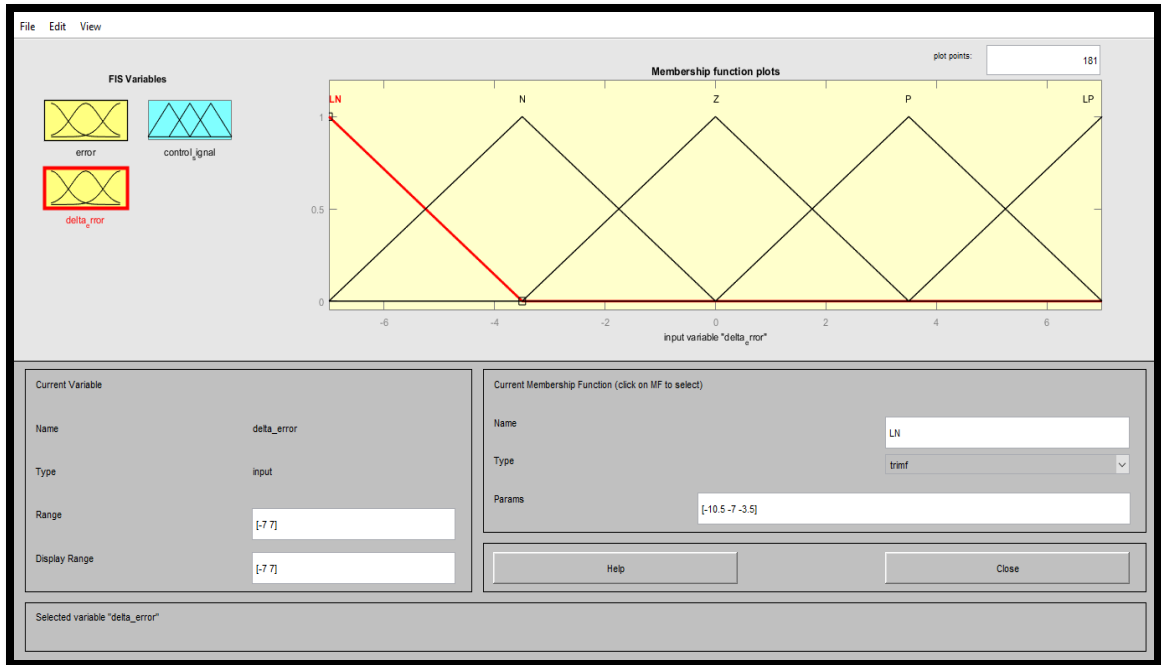 File Edit View
plot points: 181
FIS Variables
Membership function plots
error
control_signal
delta_error
LN N Z P LP
1
0.5
0
-6 -4 -2 0 2 4 6
input variable "delta_error"
Current Variable
Name delta_error
Type input
Range [-7 7]
Display Range [-7 7]
Current Membership Function (click on MF to select)
Name LN
Type trimf
Params [-10.5 -7 -3.5]
Help Close
Selected variable "delta_error"